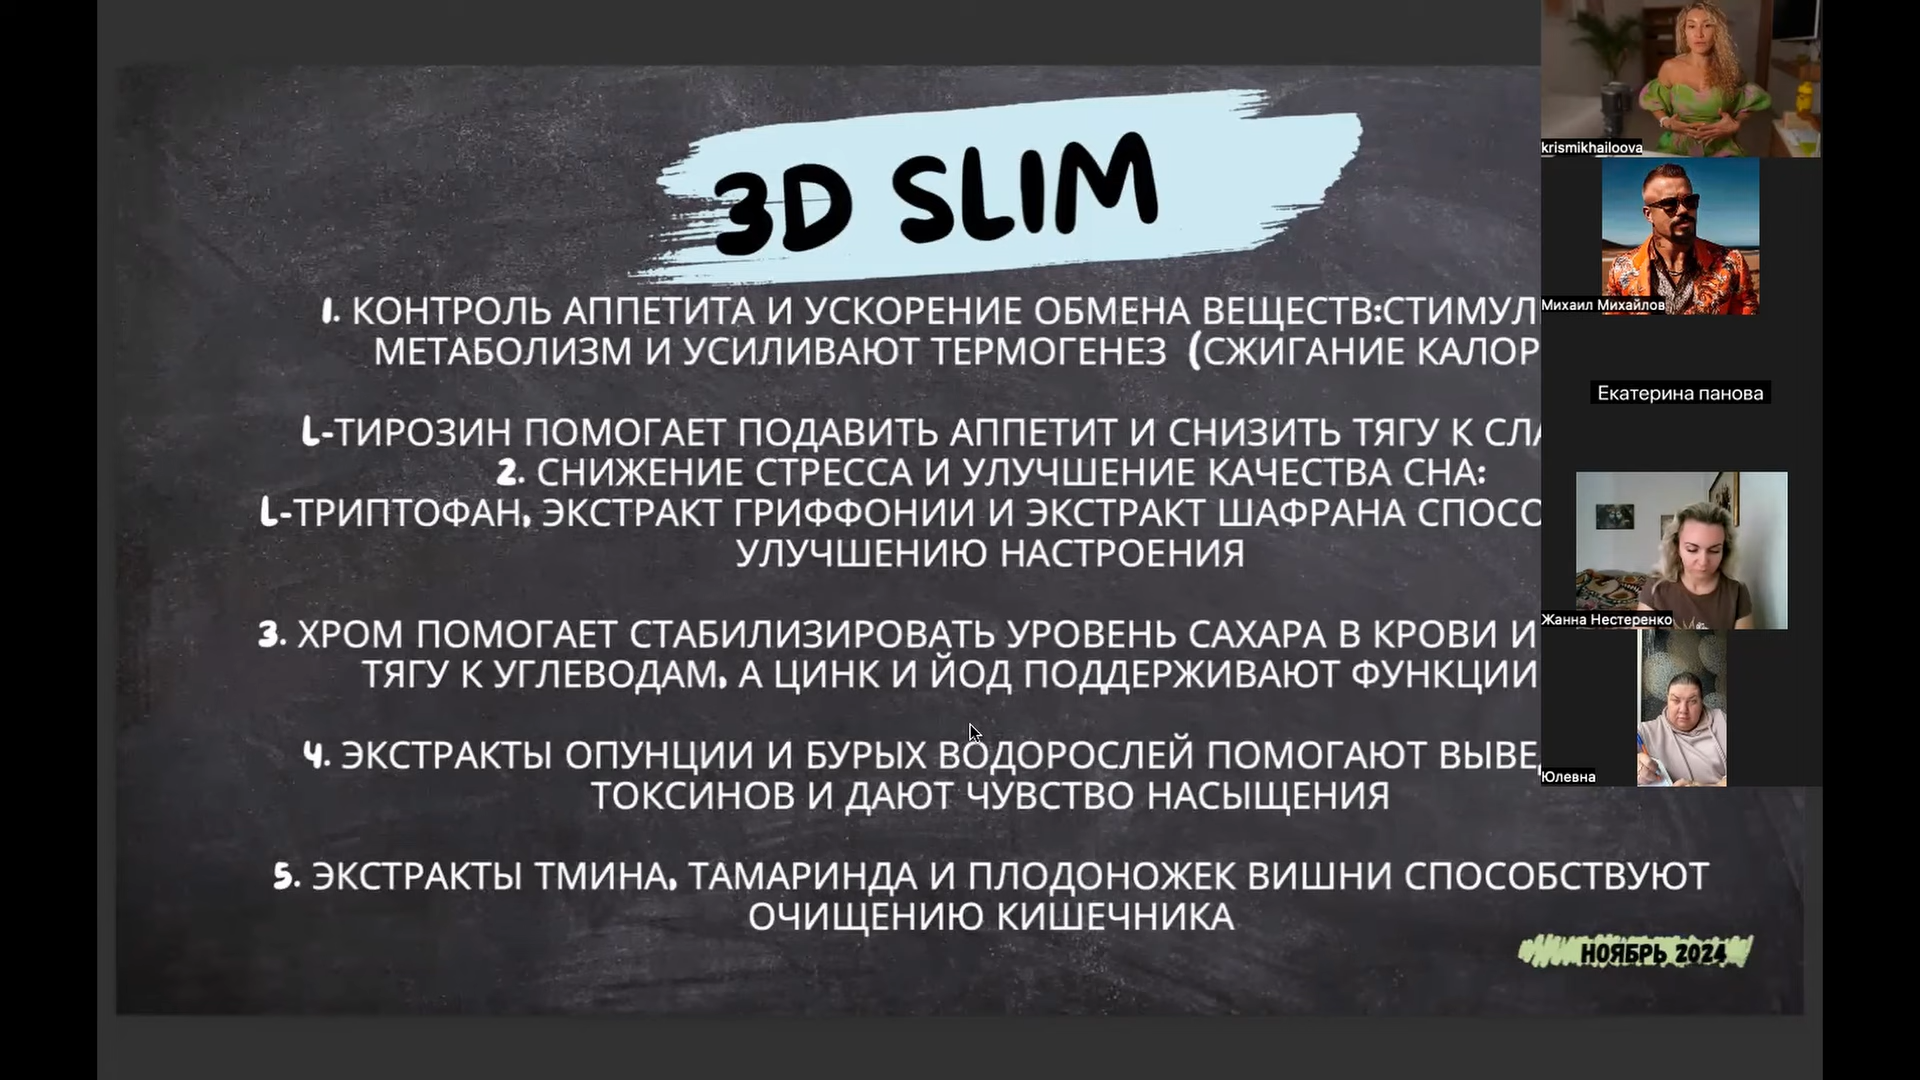 3D SLIM
1. КОНТРОЛЬ АППЕТИТА И УСКОРЕНИЕ ОБМЕНА ВЕЩЕСТВ:СТИМУЛ
МЕТАБОЛИЗМ И УСИЛИВАЮТ ТЕРМОГЕНЕЗ (СЖИГАНИЕ КАЛОР
L-ТИРОЗИН ПОМОГАЕТ ПОДАВИТЬ АППЕТИТ И СНИЗИТЬ ТЯГУ К СЛА
2. СНИЖЕНИЕ СТРЕССА И УЛУЧШЕНИЕ КАЧЕСТВА СНА:
L-ТРИПТОФАН, ЭКСТРАКТ ГРИФФОНИИ И ЭКСТРАКТ ШАФРАНА СПОСО
УЛУЧШЕНИЮ НАСТРОЕНИЯ
3. ХРОМ ПОМОГАЕТ СТАБИЛИЗИРОВАТЬ УРОВЕНЬ САХАРА В КРОВИ И
ТЯГУ К УГЛЕВОДАМ, А ЦИНК И ЙОД ПОДДЕРЖИВАЮТ ФУНКЦИИ
4. ЭКСТРАКТЫ ОПУНЦИИ И БУРЫХ ВОДОРОСЛЕЙ ПОМОГАЮТ ВЫВЕ
ТОКСИНОВ И ДАЮТ ЧУВСТВО НАСЫЩЕНИЯ
5. ЭКСТРАКТЫ ТМИНА, ТАМАРИНДА И ПЛОДОНОЖЕК ВИШНИ СПОСОБСТВУЮТ
ОЧИЩЕНИЮ КИШЕЧНИКА
НОЯБРЬ 2024
krismikhailoova
Михаил Михайлов
Екатерина панова
Жанна Нестеренко
Юлевна